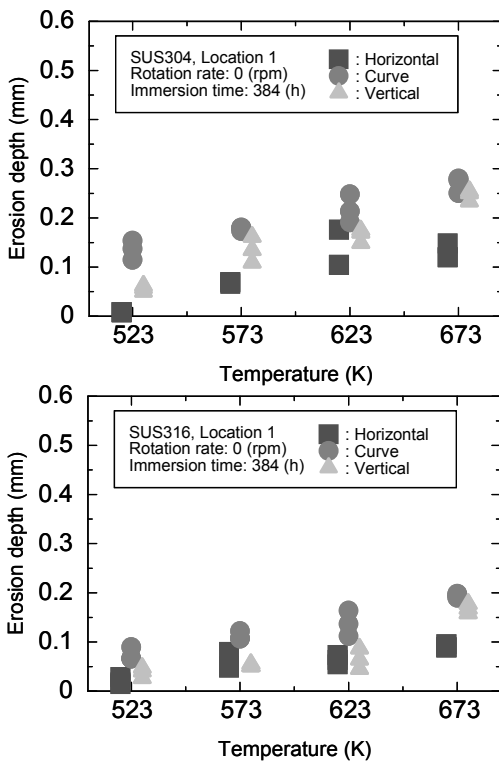 0.6
SUS304, Location 1
Rotation rate: 0 (rpm)
Immersion time: 384 (h)
: Horizontal
: Curve
: Vertical
0.5
0.4
0.3
0.2
0.1
0
Erosion depth (mm)
523 573 623 673
Temperature (K)
0.6
SUS316, Location 1
Rotation rate: 0 (rpm)
Immersion time: 384 (h)
: Horizontal
: Curve
: Vertical
0.5
0.4
0.3
0.2
0.1
0
Erosion depth (mm)
523 573 623 673
Temperature (K)